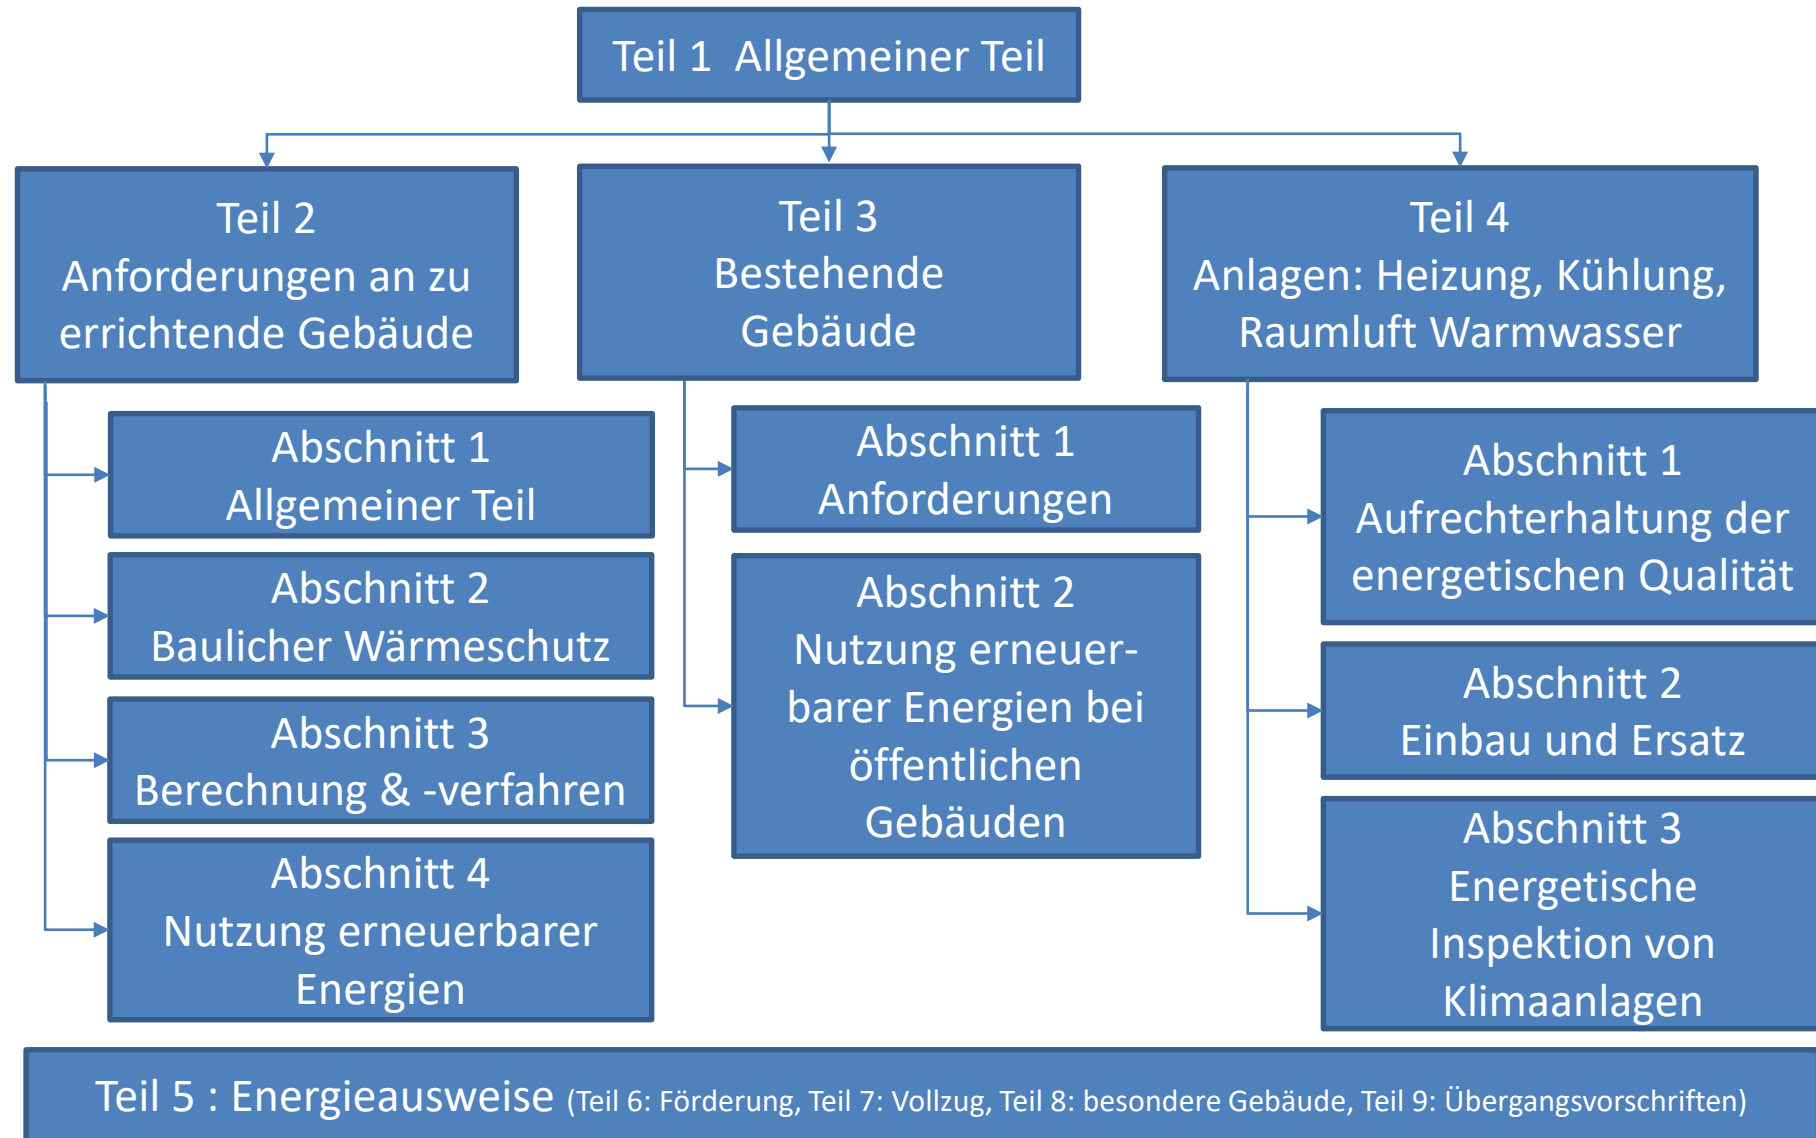 Teil 1  Allgemeiner Teil
Teil 2
Anforderungen an zu
errichtende Gebäude
Abschnitt 1
Allgemeiner Teil
Abschnitt 2
Baulicher Wärmeschutz
Abschnitt 3
Berechnung & -verfahren
Abschnitt 4
Nutzung erneuerbarer
Energien
Teil 3
Bestehende
Gebäude
Abschnitt 1
Anforderungen
Abschnitt 2
Nutzung erneuer-
barer Energien bei
öffentlichen
Gebäuden
Teil 4
Anlagen: Heizung, Kühlung,
Raumluft Warmwasser
Abschnitt 1
Aufrechterhaltung der
energetischen Qualität
Abschnitt 2
Einbau und Ersatz
Abschnitt 3
Energetische
Inspektion von
Klimaanlagen
Teil 5 : Energieausweise (Teil 6: Förderung, Teil 7: Vollzug, Teil 8: besondere Gebäude, Teil 9: Übergangsvorschriften)